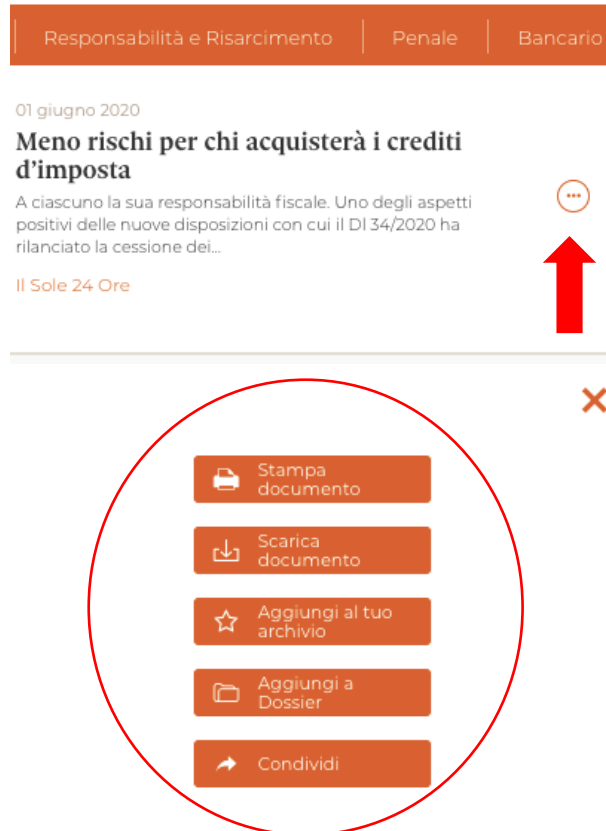 Responsabilità e Risarcimento Penale Bancario
01 giugno 2020
Meno rischi per chi acquisterà i crediti
d’imposta
A ciascuno la sua responsabilità fiscale. Uno degli aspetti
positivi delle nuove disposizioni con cui il Dl 34/2020 ha
rilanciato la cessione dei...
Il Sole 24 Ore
Stampa
documento
Scarica
documento
Aggiungi al tuo
archivio
Aggiungi a
Dossier
Condividi